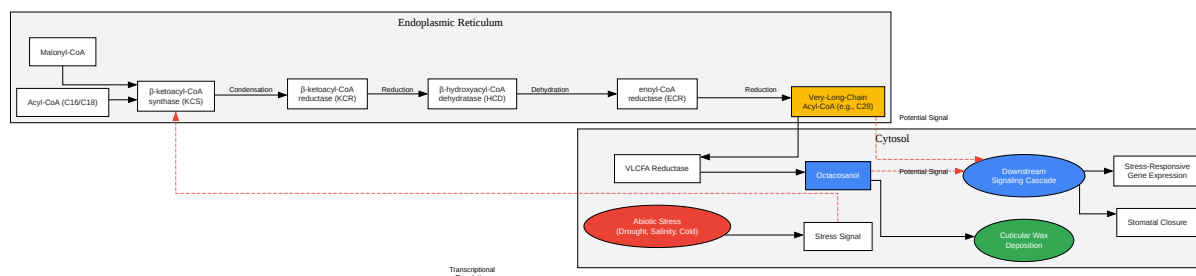 Endoplasmic Reticulum
Malonyl-CoA
Acyl-CoA (C16/C18)
β-ketoacyl-CoA
synthase (KCS)
Condensation
β-ketoacyl-CoA
reductase (KCR)
Reduction
β-hydroxyacyl-CoA
dehydratase (HCD)
Dehydration
enoyl-CoA
reductase (ECR)
Reduction
Very-Long-Chain
Acyl-CoA (e.g., C28)
Potential Signal
Cytosol
VLCFA Reductase
Octacosanol
Potential Signal
Downstream
Signaling Cascade
Stress-Responsive
Gene Expression
Abiotic Stress
(Drought, Salinity, Cold)
Stress Signal
Cuticular Wax
Deposition
Stomatal Closure
Transcriptional